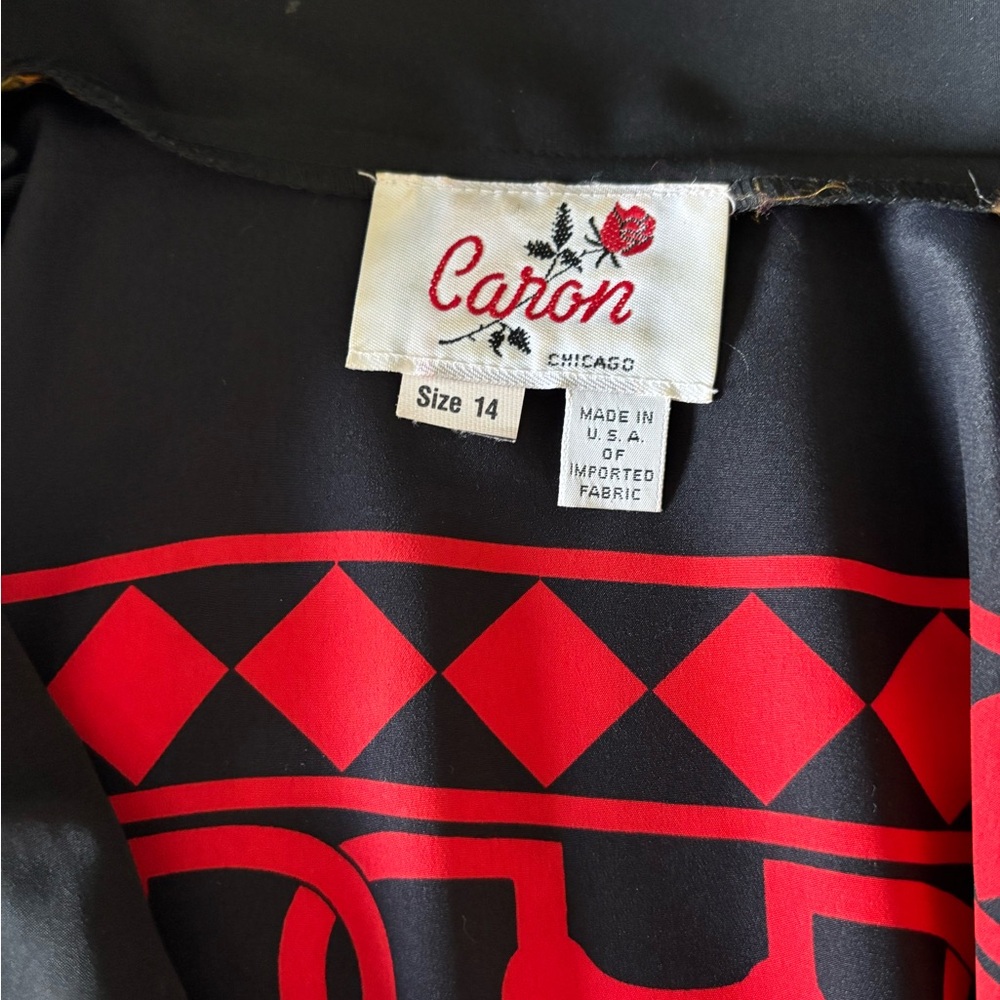 Caron
CHICAGO
Size 14
MADE IN
U. S. A.
OF
IMPORTED
FABRIC